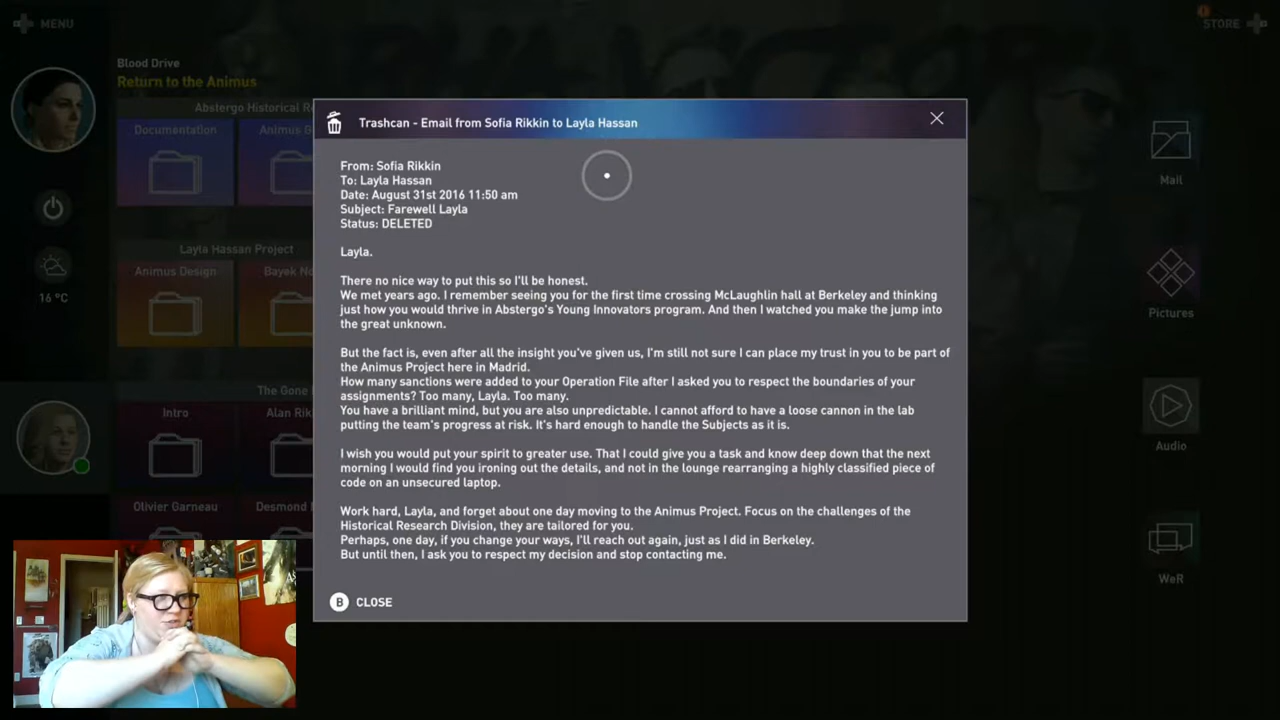 MENU
STORE
Blood Drive
Return to the Animus
Abstergo Historical R
Documentation
Animus
Layla Hassan Project
Animus Design
Bayek No
16 °C
The Gone
Intro
Alan Rik
Olivier Garneau
Desmond
Trashcan - Email from Sofia Rikkin to Layla Hassan
From: Sofia Rikkin
To: Layla Hassan
Date: August 31st 2016 11:50 am
Subject: Farewell Layla
Status: DELETED
Layla.
There no nice way to put this so I'll be honest.
We met years ago. I remember seeing you for the first time crossing McLaughlin hall at Berkeley and thinking
just how you would thrive in Abstergo's Young Innovators program. And then I watched you make the jump into
the great unknown.
But the fact is, even after all the insight you've given us, I'm still not sure I can place my trust in you to be part of
the Animus Project here in Madrid.
How many sanctions were added to your Operation File after I asked you to respect the boundaries of your
assignments? Too many, Layla. Too many.
You have a brilliant mind, but you are also unpredictable. I cannot afford to have a loose cannon in the lab
putting the team's progress at risk. It's hard enough to handle the Subjects as it is.
I wish you would put your spirit to greater use. That I could give you a task and know deep down that the next
morning I would find you ironing out the details, and not in the lounge rearranging a highly classified piece of
code on an unsecured laptop.
Work hard, Layla, and forget about one day moving to the Animus Project. Focus on the challenges of the
Historical Research Division, they are tailored for you.
Perhaps, one day, if you change your ways, I'll reach out again, just as I did in Berkeley.
But until then, I ask you to respect my decision and stop contacting me.
B CLOSE
Mail
Pictures
Audio
WeR